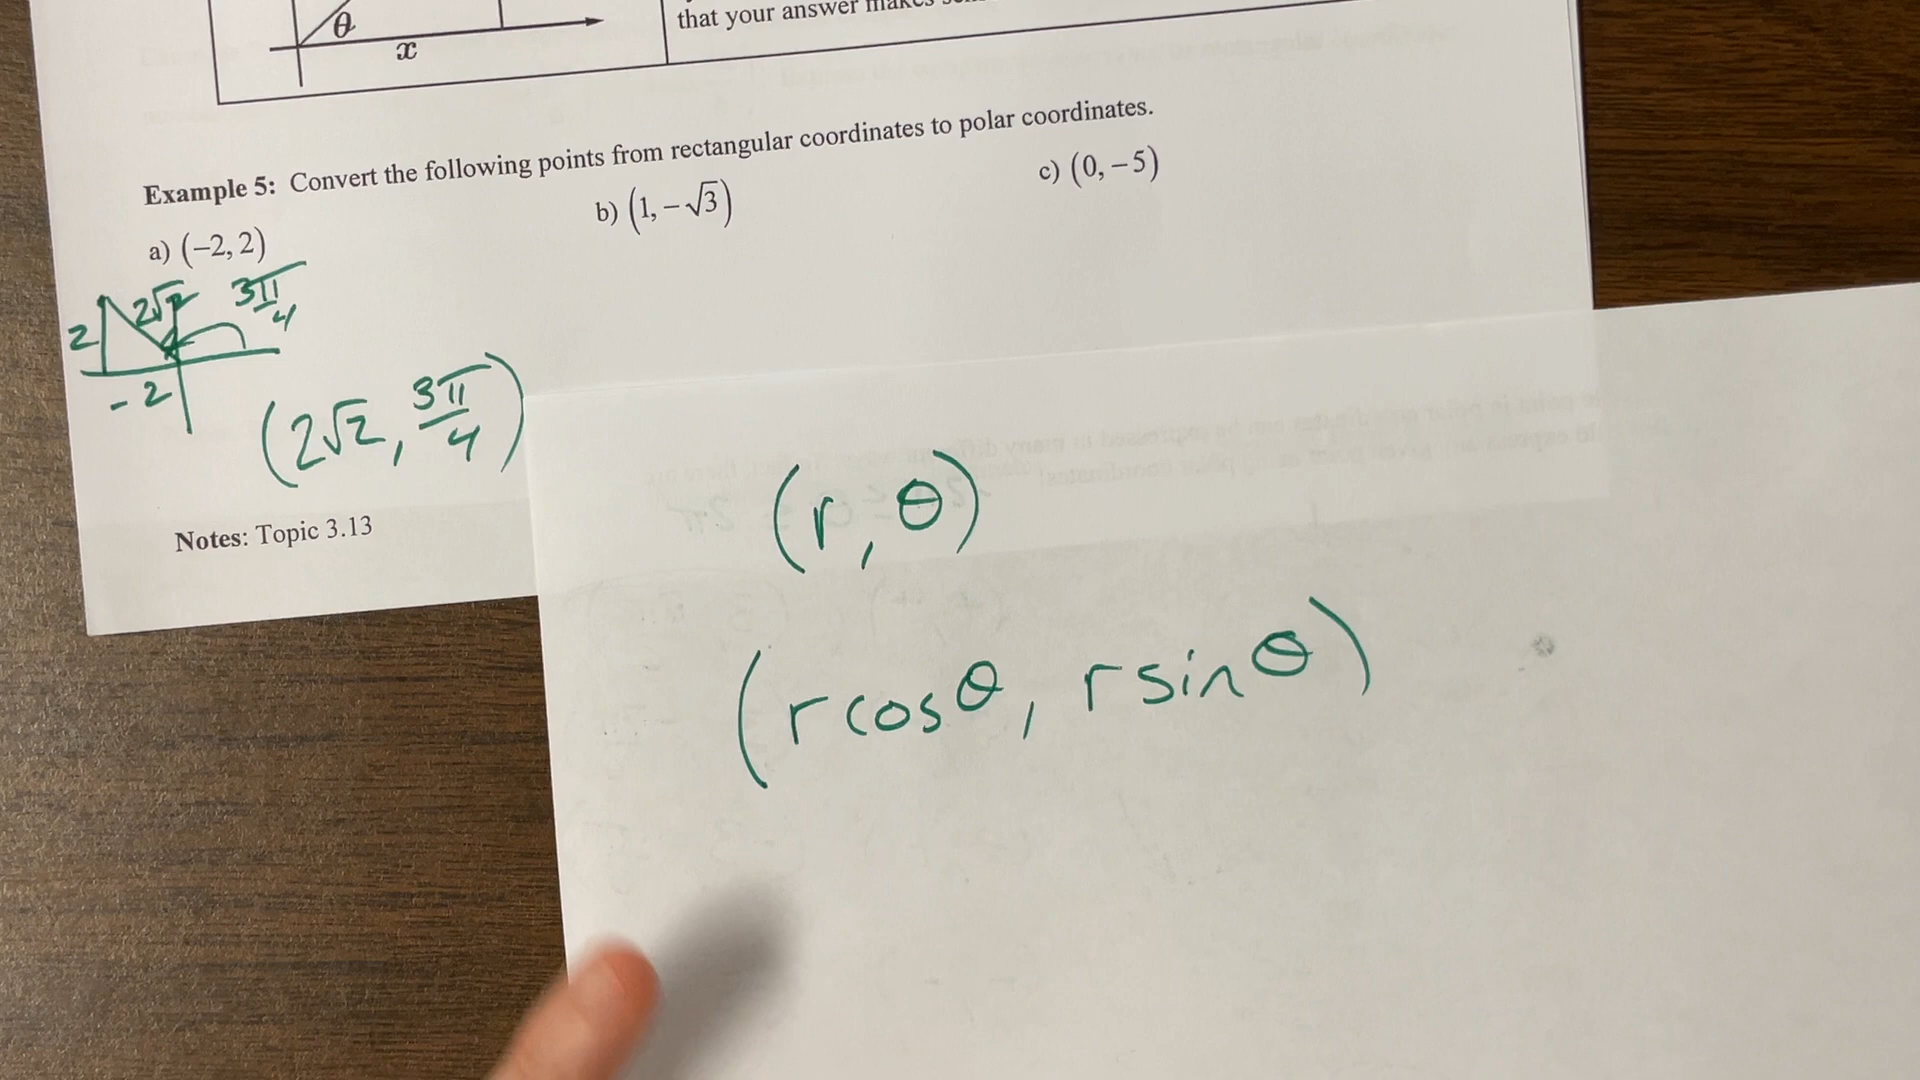 θ
x
that your answer makes
Example 5: Convert the following points from rectangular coordinates to polar coordinates.
a) (−2, 2) b) (1, −√3) c) (0, −5)
2 2√2 3π/4
-2
(2√2, 3π/4)
Notes: Topic 3.13
(r, θ)
(r cos θ, r sin θ)